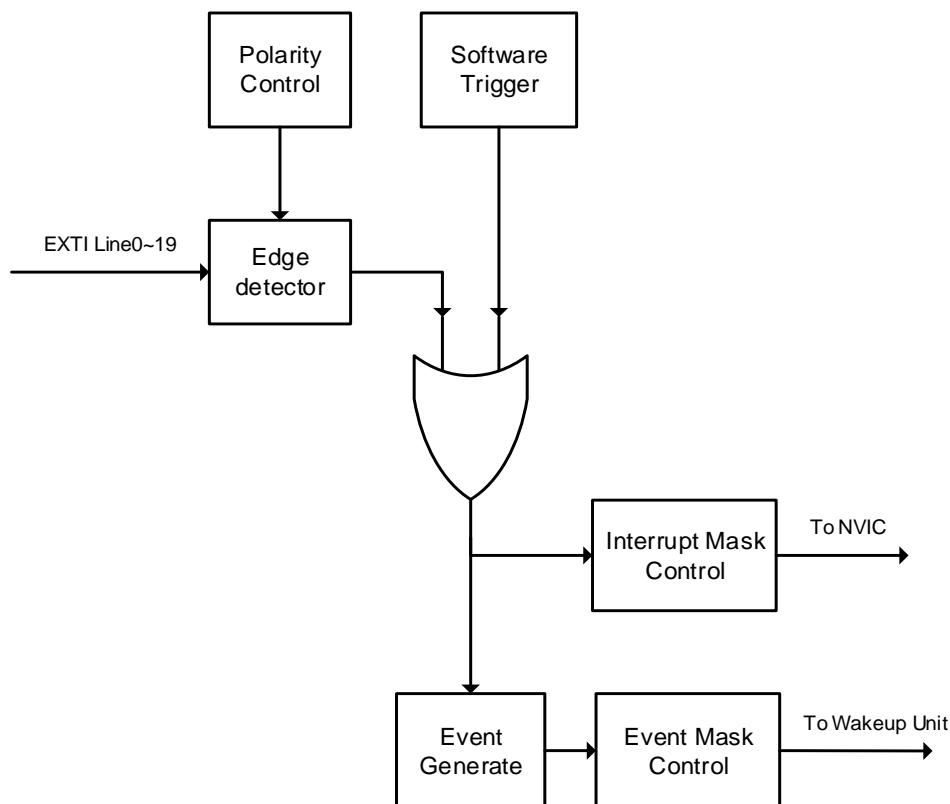 Polarity
Control
Software
Trigger
EXTI Line0~19
Edge
detector
To NVIC
Interrupt Mask
Control
To Wakeup Unit
Event
Generate
Event Mask
Control